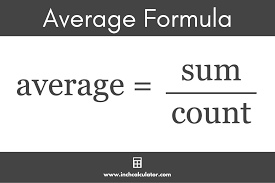 Average Formula
average = sum
count
www.inchcalculator.com